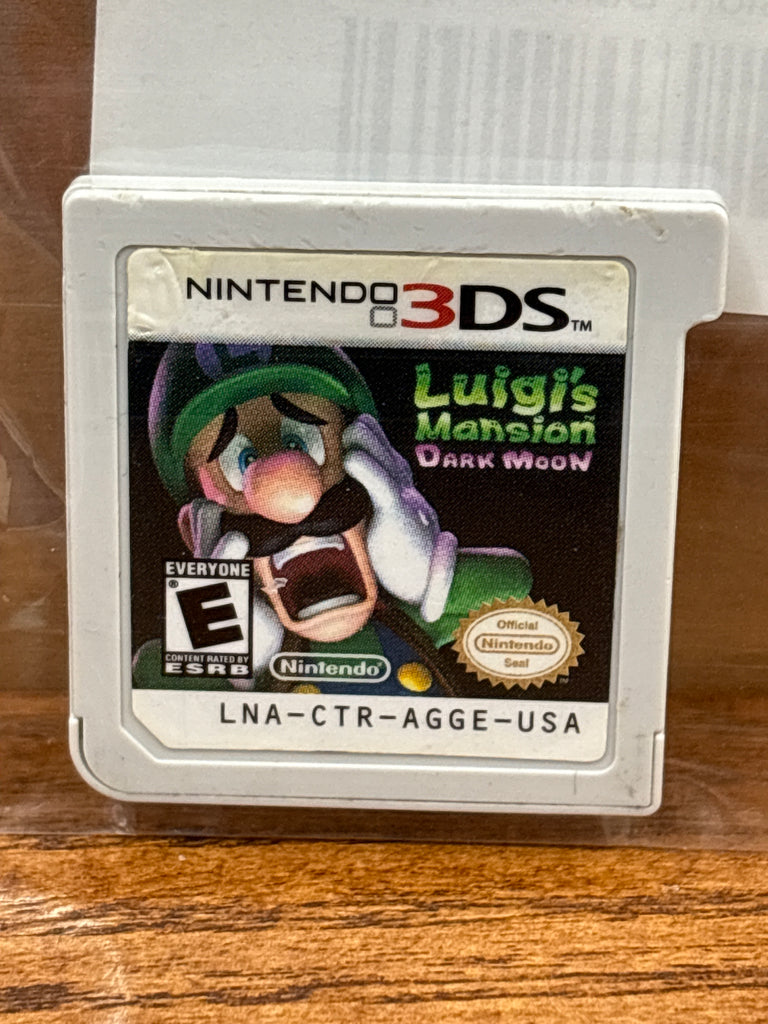 NINTENDO 3DS™
Luigi's
Mansion
DARK MOON
EVERYONE
E
®
CONTENT RATED BY
ESRB
Nintendo®
Official
Nintendo
Seal
™
LNA-CTR-AGGE-USA